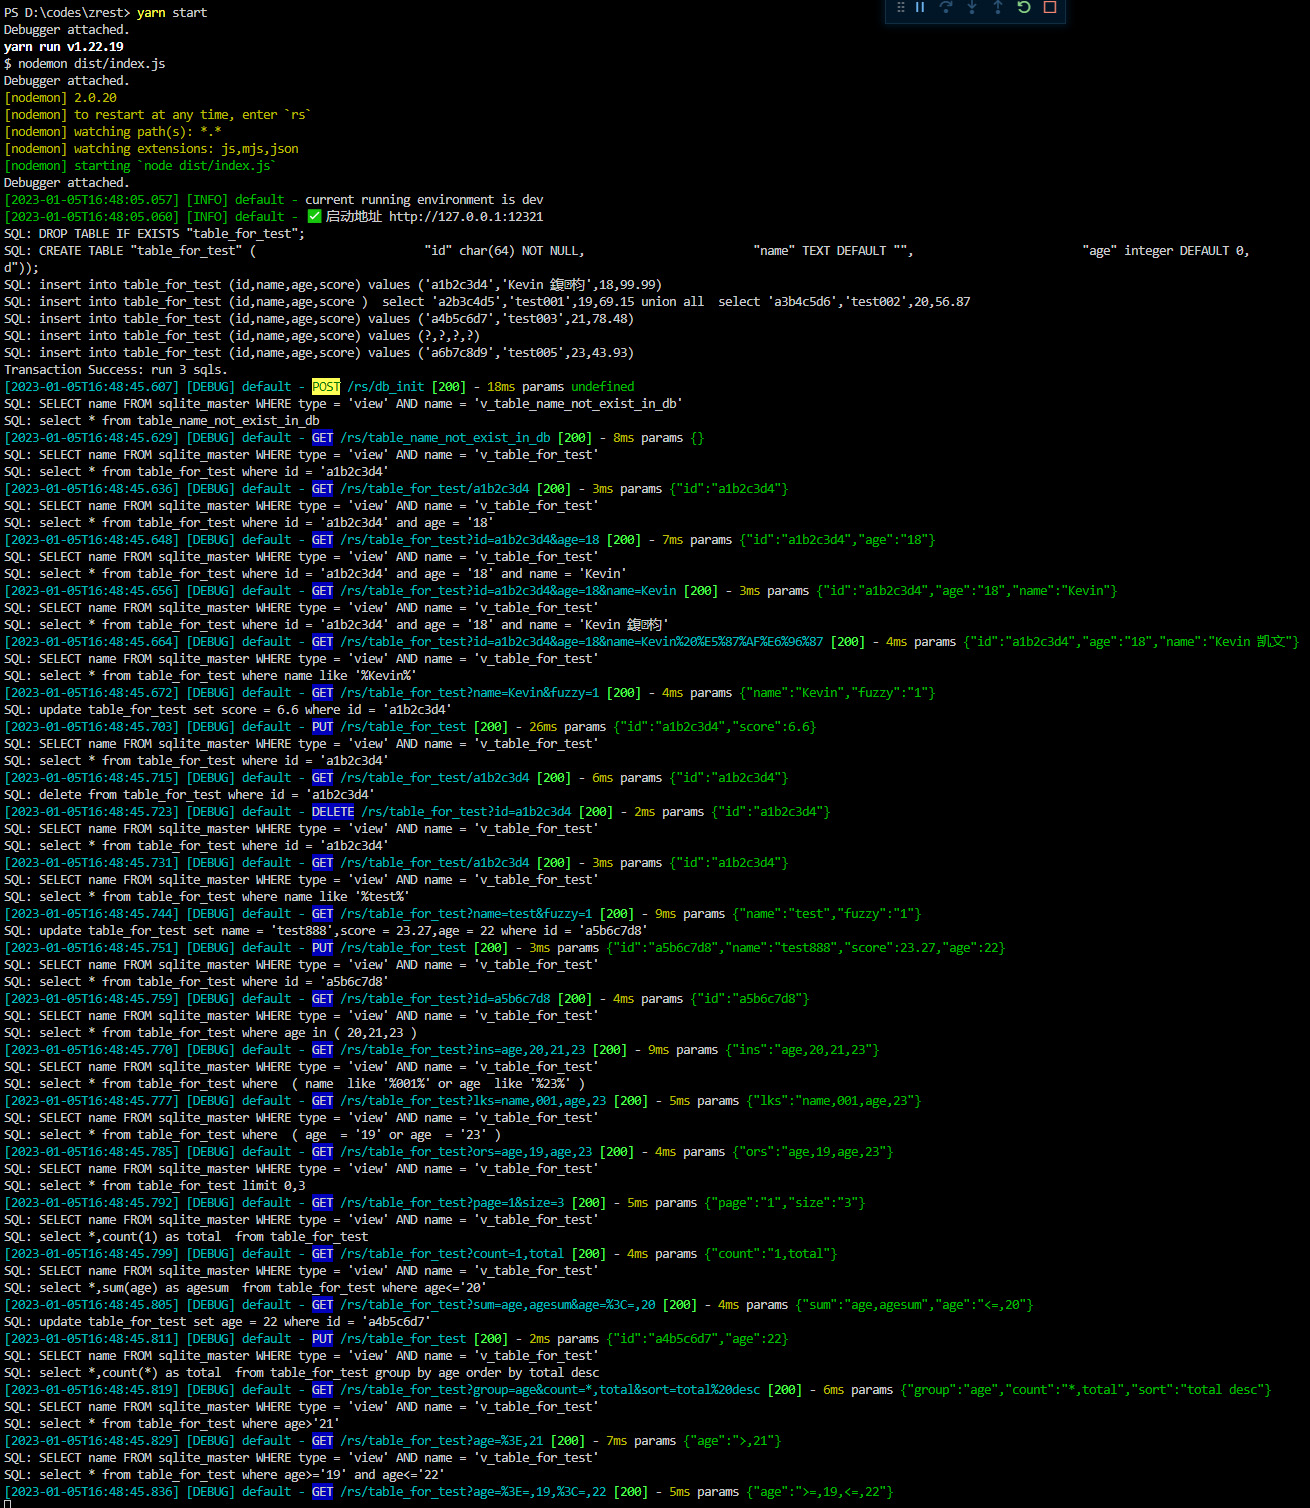 PS D:\codes\zrest> yarn start
Debugger attached.
yarn run v1.22.19
$ nodemon dist/index.js
Debugger attached.
[nodemon] 2.0.20
[nodemon] to restart at any time, enter `rs`
[nodemon] watching path(s): *.*
[nodemon] watching extensions: js,mjs,json
[nodemon] starting `node dist/index.js`
Debugger attached.
[2023-01-05T16:48:05.057] [INFO] default - current running environment is dev
[2023-01-05T16:48:05.060] [INFO] default - ✅ 启动地址 http://127.0.0.1:12321
SQL: DROP TABLE IF EXISTS "table_for_test";
SQL: CREATE TABLE "table_for_test" ( "id" char(64) NOT NULL, "name" TEXT DEFAULT "", "age" integer DEFAULT 0,
d"));
SQL: insert into table_for_test (id,name,age,score) values ('a1b2c3d4','Kevin ',18,99.99)
SQL: insert into table_for_test (id,name,age,score ) select 'a2b3c4d5','test001',19,69.15 union all select 'a3b4c5d6','test002',20,56.87
SQL: insert into table_for_test (id,name,age,score) values ('a4b5c6d7','test003',21,78.48)
SQL: insert into table_for_test (id,name,age,score) values (?,?,?,?)
SQL: insert into table_for_test (id,name,age,score) values ('a6b7c8d9','test005',23,43.93)
Transaction Success: run 3 sqls.
[2023-01-05T16:48:45.607] [DEBUG] default - POST /rs/db_init [200] - 18ms params undefined
SQL: SELECT name FROM sqlite_master WHERE type = 'view' AND name = 'v_table_name_not_exist_in_db'
SQL: select * from table_name_not_exist_in_db
[2023-01-05T16:48:45.629] [DEBUG] default - GET /rs/table_name_not_exist_in_db [200] - 8ms params {}
SQL: SELECT name FROM sqlite_master WHERE type = 'view' AND name = 'v_table_for_test'
SQL: select * from table_for_test where id = 'a1b2c3d4'
[2023-01-05T16:48:45.636] [DEBUG] default - GET /rs/table_for_test/a1b2c3d4 [200] - 3ms params {"id":"a1b2c3d4"}
SQL: SELECT name FROM sqlite_master WHERE type = 'view' AND name = 'v_table_for_test'
SQL: select * from table_for_test where id = 'a1b2c3d4' and age = '18'
[2023-01-05T16:48:45.648] [DEBUG] default - GET /rs/table_for_test?id=a1b2c3d4&age=18 [200] - 7ms params {"id":"a1b2c3d4","age":"18"}
SQL: SELECT name FROM sqlite_master WHERE type = 'view' AND name = 'v_table_for_test'
SQL: select * from table_for_test where id = 'a1b2c3d4' and age = '18' and name = 'Kevin'
[2023-01-05T16:48:45.656] [DEBUG] default - GET /rs/table_for_test?id=a1b2c3d4&age=18&name=Kevin [200] - 3ms params {"id":"a1b2c3d4","age":"18","name":"Kevin"}
SQL: SELECT name FROM sqlite_master WHERE type = 'view' AND name = 'v_table_for_test'
SQL: select * from table_for_test where id = 'a1b2c3d4' and age = '18' and name = 'Kevin '
[2023-01-05T16:48:45.664] [DEBUG] default - GET /rs/table_for_test?id=a1b2c3d4&age=18&name=Kevin%20%E5%87%AF%E6%96%87 [200] - 4ms params {"id":"a1b2c3d4","age":"18","name":"Kevin 凯文"}
SQL: SELECT name FROM sqlite_master WHERE type = 'view' AND name = 'v_table_for_test'
SQL: select * from table_for_test where name like '%Kevin%'
[2023-01-05T16:48:45.672] [DEBUG] default - GET /rs/table_for_test?name=Kevin&fuzzy=1 [200] - 4ms params {"name":"Kevin","fuzzy":"1"}
SQL: update table_for_test set score = 6.6 where id = 'a1b2c3d4'
[2023-01-05T16:48:45.703] [DEBUG] default - PUT /rs/table_for_test [200] - 26ms params {"id":"a1b2c3d4","score":6.6}
SQL: SELECT name FROM sqlite_master WHERE type = 'view' AND name = 'v_table_for_test'
SQL: select * from table_for_test where id = 'a1b2c3d4'
[2023-01-05T16:48:45.715] [DEBUG] default - GET /rs/table_for_test/a1b2c3d4 [200] - 6ms params {"id":"a1b2c3d4"}
SQL: delete from table_for_test where id = 'a1b2c3d4'
[2023-01-05T16:48:45.723] [DEBUG] default - DELETE /rs/table_for_test?id=a1b2c3d4 [200] - 2ms params {"id":"a1b2c3d4"}
SQL: SELECT name FROM sqlite_master WHERE type = 'view' AND name = 'v_table_for_test'
SQL: select * from table_for_test where id = 'a1b2c3d4'
[2023-01-05T16:48:45.731] [DEBUG] default - GET /rs/table_for_test/a1b2c3d4 [200] - 3ms params {"id":"a1b2c3d4"}
SQL: SELECT name FROM sqlite_master WHERE type = 'view' AND name = 'v_table_for_test'
SQL: select * from table_for_test where name like '%test%'
[2023-01-05T16:48:45.744] [DEBUG] default - GET /rs/table_for_test?name=test&fuzzy=1 [200] - 9ms params {"name":"test","fuzzy":"1"}
SQL: update table_for_test set name = 'test888',score = 23.27,age = 22 where id = 'a5b6c7d8'
[2023-01-05T16:48:45.751] [DEBUG] default - PUT /rs/table_for_test [200] - 3ms params {"id":"a5b6c7d8","name":"test888","score":23.27,"age":22}
SQL: SELECT name FROM sqlite_master WHERE type = 'view' AND name = 'v_table_for_test'
SQL: select * from table_for_test where id = 'a5b6c7d8'
[2023-01-05T16:48:45.759] [DEBUG] default - GET /rs/table_for_test?id=a5b6c7d8 [200] - 4ms params {"id":"a5b6c7d8"}
SQL: SELECT name FROM sqlite_master WHERE type = 'view' AND name = 'v_table_for_test'
SQL: select * from table_for_test where age in ( 20,21,23 )
[2023-01-05T16:48:45.770] [DEBUG] default - GET /rs/table_for_test?ins=age,20,21,23 [200] - 9ms params {"ins":"age,20,21,23"}
SQL: SELECT name FROM sqlite_master WHERE type = 'view' AND name = 'v_table_for_test'
SQL: select * from table_for_test where ( name like '%001%' or age like '%23%' )
[2023-01-05T16:48:45.777] [DEBUG] default - GET /rs/table_for_test?lks=name,001,age,23 [200] - 5ms params {"lks":"name,001,age,23"}
SQL: SELECT name FROM sqlite_master WHERE type = 'view' AND name = 'v_table_for_test'
SQL: select * from table_for_test where ( age = '19' or age = '23' )
[2023-01-05T16:48:45.785] [DEBUG] default - GET /rs/table_for_test?ors=age,19,age,23 [200] - 4ms params {"ors":"age,19,age,23"}
SQL: SELECT name FROM sqlite_master WHERE type = 'view' AND name = 'v_table_for_test'
SQL: select * from table_for_test limit 0,3
[2023-01-05T16:48:45.792] [DEBUG] default - GET /rs/table_for_test?page=1&size=3 [200] - 5ms params {"page":"1","size":"3"}
SQL: SELECT name FROM sqlite_master WHERE type = 'view' AND name = 'v_table_for_test'
SQL: select *,count(1) as total from table_for_test
[2023-01-05T16:48:45.799] [DEBUG] default - GET /rs/table_for_test?count=1,total [200] - 4ms params {"count":"1,total"}
SQL: SELECT name FROM sqlite_master WHERE type = 'view' AND name = 'v_table_for_test'
SQL: select *,sum(age) as agesum from table_for_test where age<='20'
[2023-01-05T16:48:45.805] [DEBUG] default - GET /rs/table_for_test?sum=age,agesum&age=%3C=,20 [200] - 4ms params {"sum":"age,agesum","age":"<=,20"}
SQL: update table_for_test set age = 22 where id = 'a4b5c6d7'
[2023-01-05T16:48:45.811] [DEBUG] default - PUT /rs/table_for_test [200] - 2ms params {"id":"a4b5c6d7","age":22}
SQL: SELECT name FROM sqlite_master WHERE type = 'view' AND name = 'v_table_for_test'
SQL: select *,count(*) as total from table_for_test group by age order by total desc
[2023-01-05T16:48:45.819] [DEBUG] default - GET /rs/table_for_test?group=age&count=*,total&sort=total%20desc [200] - 6ms params {"group":"age","count":"*,total","sort":"total desc"}
SQL: SELECT name FROM sqlite_master WHERE type = 'view' AND name = 'v_table_for_test'
SQL: select * from table_for_test where age>'21'
[2023-01-05T16:48:45.829] [DEBUG] default - GET /rs/table_for_test?age=%3E,21 [200] - 7ms params {"age":">,21"}
SQL: SELECT name FROM sqlite_master WHERE type = 'view' AND name = 'v_table_for_test'
SQL: select * from table_for_test where age>='19' and age<='22'
[2023-01-05T16:48:45.836] [DEBUG] default - GET /rs/table_for_test?age=%3E=,19,%3C=,22 [200] - 5ms params {"age":">=,19,<=,22"}